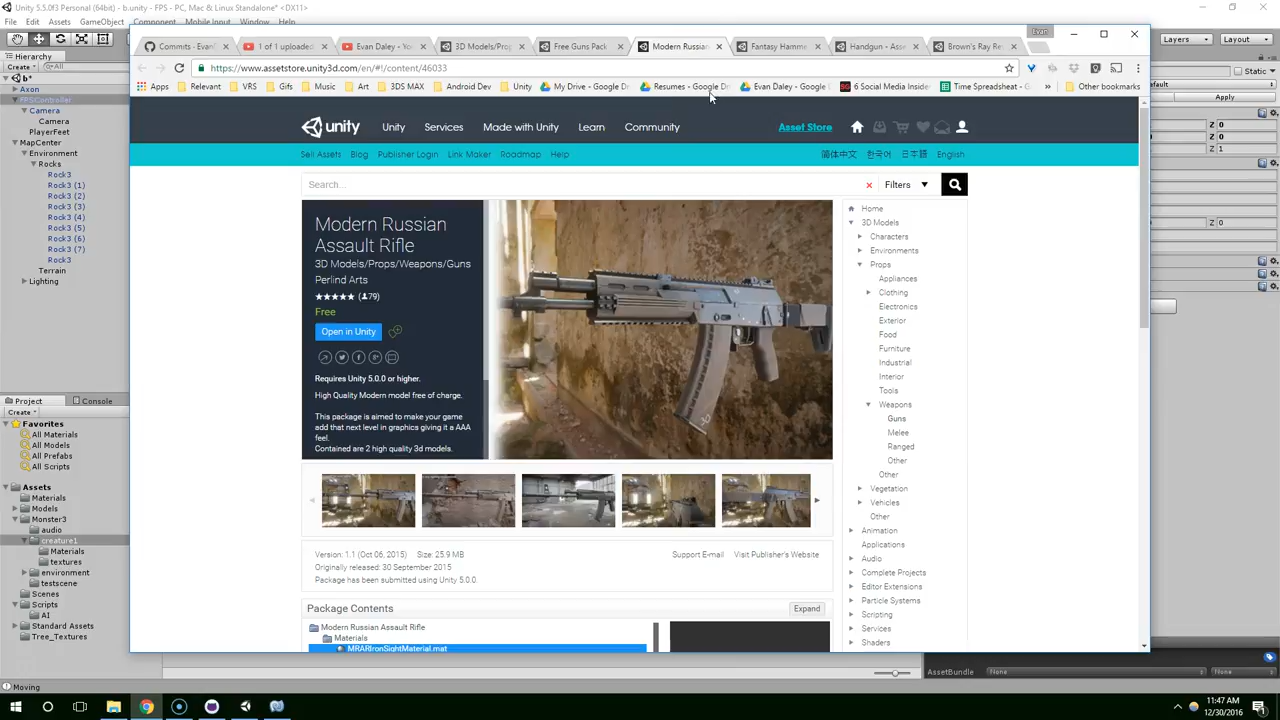 Unity 5.5.0f3 Personal (64bit) - b.unity - FPS - PC, Mac & Linux Standalone* <DX11>
File Edit Assets GameObject Component Mobile Input Window Help
Evan
Commits · Evan
1 of 1 uploaded
Evan Daley - Yo
3D Models/Prop
Free Guns Pack
Modern Russian
Fantasy Hamme
Handgun - Asse
Brown's Ray Re
Layers
Layout
https://www.assetstore.unity3d.com/en/#!/content/46033
Hierarchy
Create
All
Apps Relevant VRS Gifs Music Art 3DS MAX Android Dev Unity My Drive - Google Dr Resumes - Google Dr Evan Daley - Google 6 Social Media Insider Time Spreadsheet - G » Other bookmarks
Static
Apply
b*
Axon
FPSController
Camera
Camera
PlayerFeet
MapCenter
Environment
Rocks
Rock3
Rock3 (1)
Rock3 (2)
Rock3 (3)
Rock3 (4)
Rock3 (5)
Rock3 (6)
Rock3 (7)
Rock3
Terrain
Lighting
unity Unity Services Made with Unity Learn Community Asset Store
Sell Assets Blog Publisher Login Link Maker Roadmap Help 简体中文 한국어 日本語 English
Search... x Filters
Modern Russian
Assault Rifle
3D Models/Props/Weapons/Guns
Perlind Arts
★★★★★ (79)
Free
Open in Unity
Requires Unity 5.0.0 or higher.
High Quality Modern model free of charge.
This package is aimed to make your game
add that next level in graphics giving it a AAA
feel.
Contained are 2 high quality 3d models.
Version: 1.1 (Oct 06, 2015) Size: 25.9 MB
Support E-mail Visit Publisher's Website
Originally released: 30 September 2015
Package has been submitted using Unity 5.0.0.
Package Contents
Expand
Modern Russian Assault Rifle
Materials
MRARIronSightMaterial.mat
Home
3D Models
Characters
Environments
Props
Appliances
Clothing
Electronics
Exterior
Food
Furniture
Industrial
Interior
Tools
Weapons
Guns
Melee
Ranged
Other
Other
Vegetation
Vehicles
Other
Animation
Applications
Audio
Complete Projects
Editor Extensions
Particle Systems
Scripting
Services
Shaders
Z 0
Z 0
Z 1
Z 0
Project
Console
Create
Favorites
All Materials
All Models
All Prefabs
All Scripts
Assets
Materials
Models
Monster3
audio
creature1
Materials
textures
environment
testscene
Scenes
Scripts
AI
Standard Assets
Tree_Textures
AssetBundle None None
Moving
11:47 AM
12/30/2016